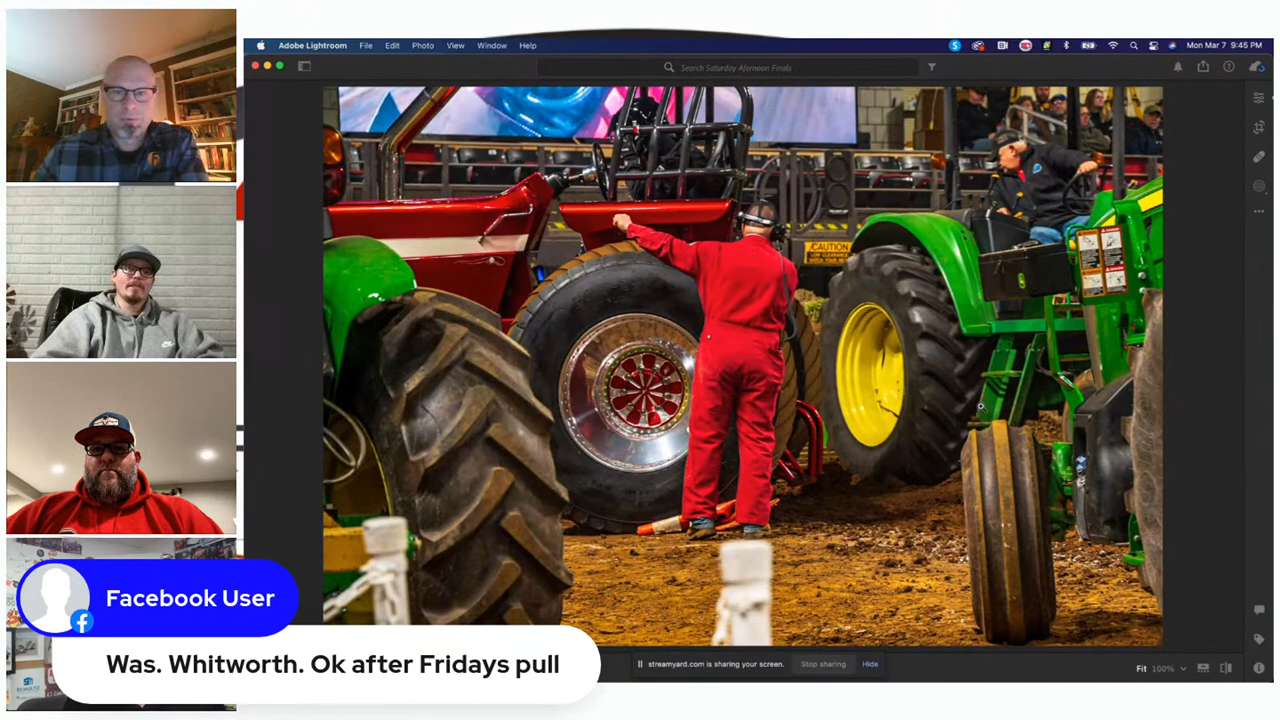 Adobe Lightroom File Edit Photo View Window Help
Mon Mar 7 9:45 PM
Search Saturday Afernoon Finals
CAUTION
Facebook User
Was. Whitworth. Ok after Fridays pull
streamyard.com is sharing your screen. Stop sharing Hide
Fit 100%